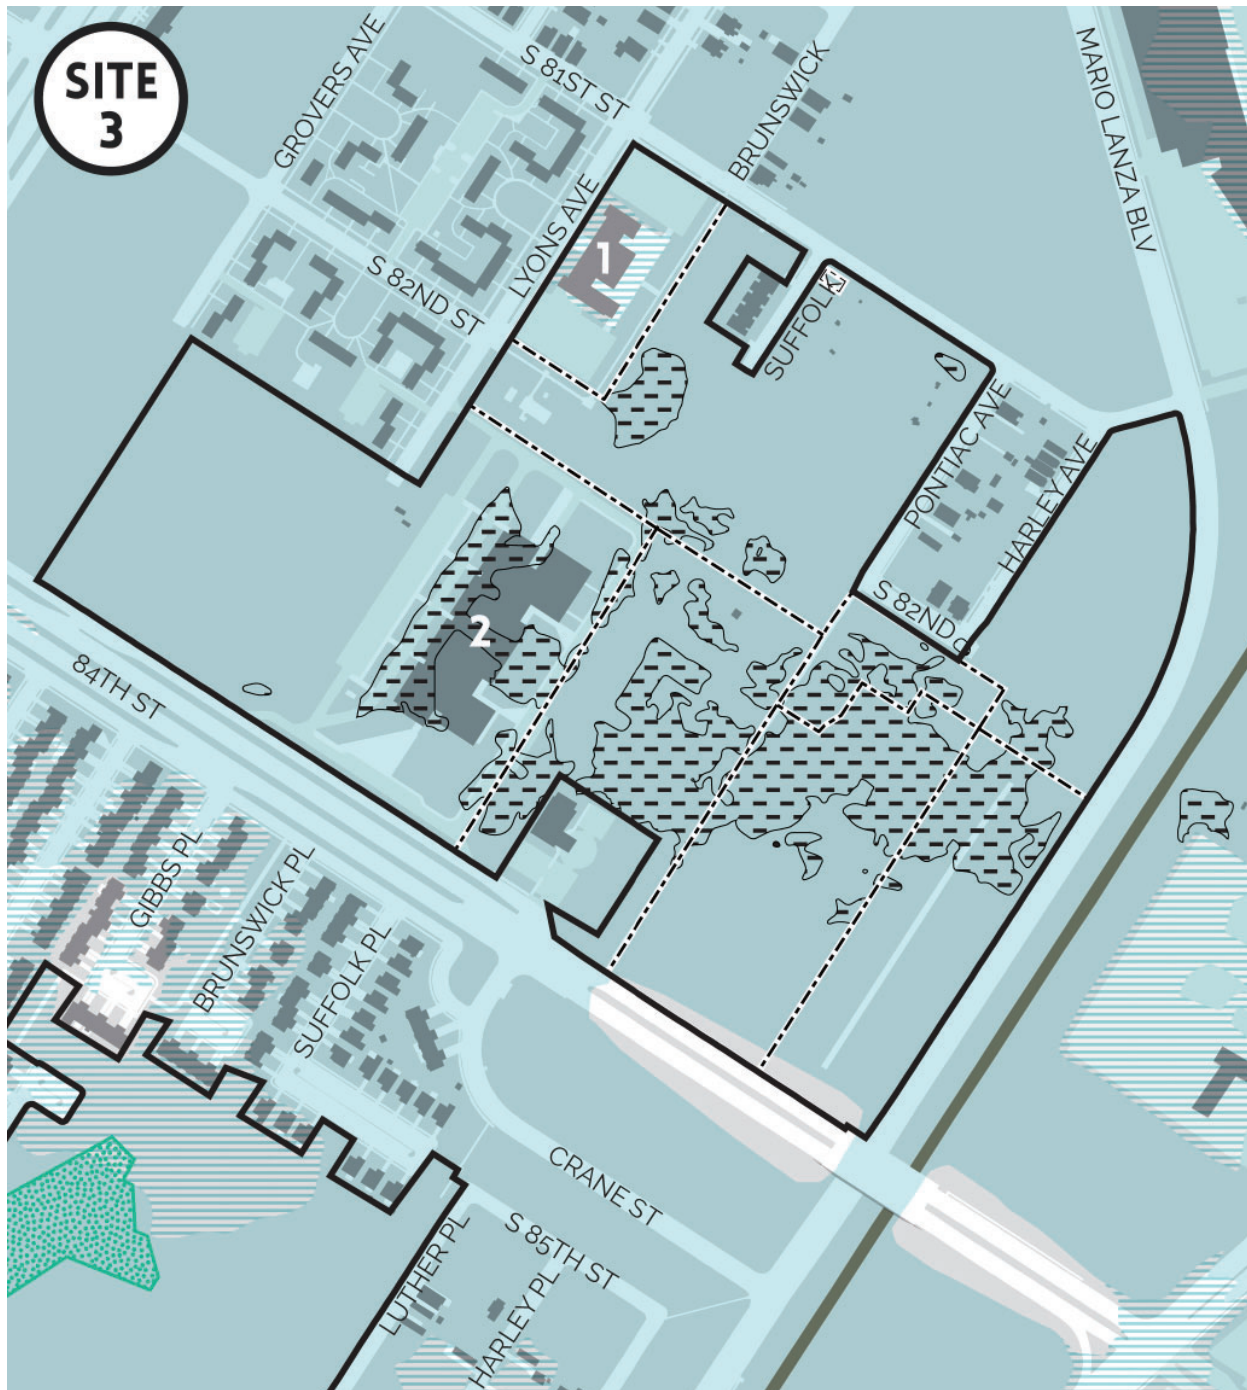 SITE
3
GROVERS AVE
S 81ST ST
BRUNSWICK
MARIO LANZA BLV
LYONS AVE
S 82ND ST
1
SUFFOLK
PONTIAC AVE
HARLEY AVE
S 82ND
2
84TH ST
GIBBS PL
BRUNSWICK PL
SUFFOLK PL
CRANE ST
S 85TH ST
LUTHER PL
HARLEY PL